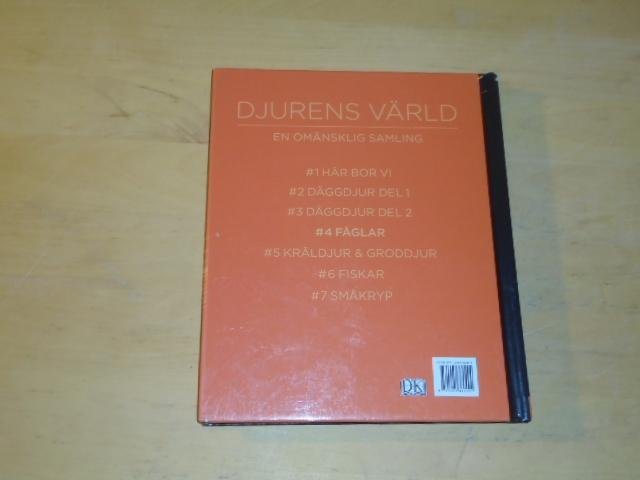 DJURENS VÄRLD
EN OMÄNSKLIG SAMLING
#1 HÄR BOR VI
#2 DÄGGDJUR DEL 1
#3 DÄGGDJUR DEL 2
#4 FÅGLAR
#5 KRÄLDJUR & GRODDJUR
#6 FISKAR
#7 SMÅKRYP
DK